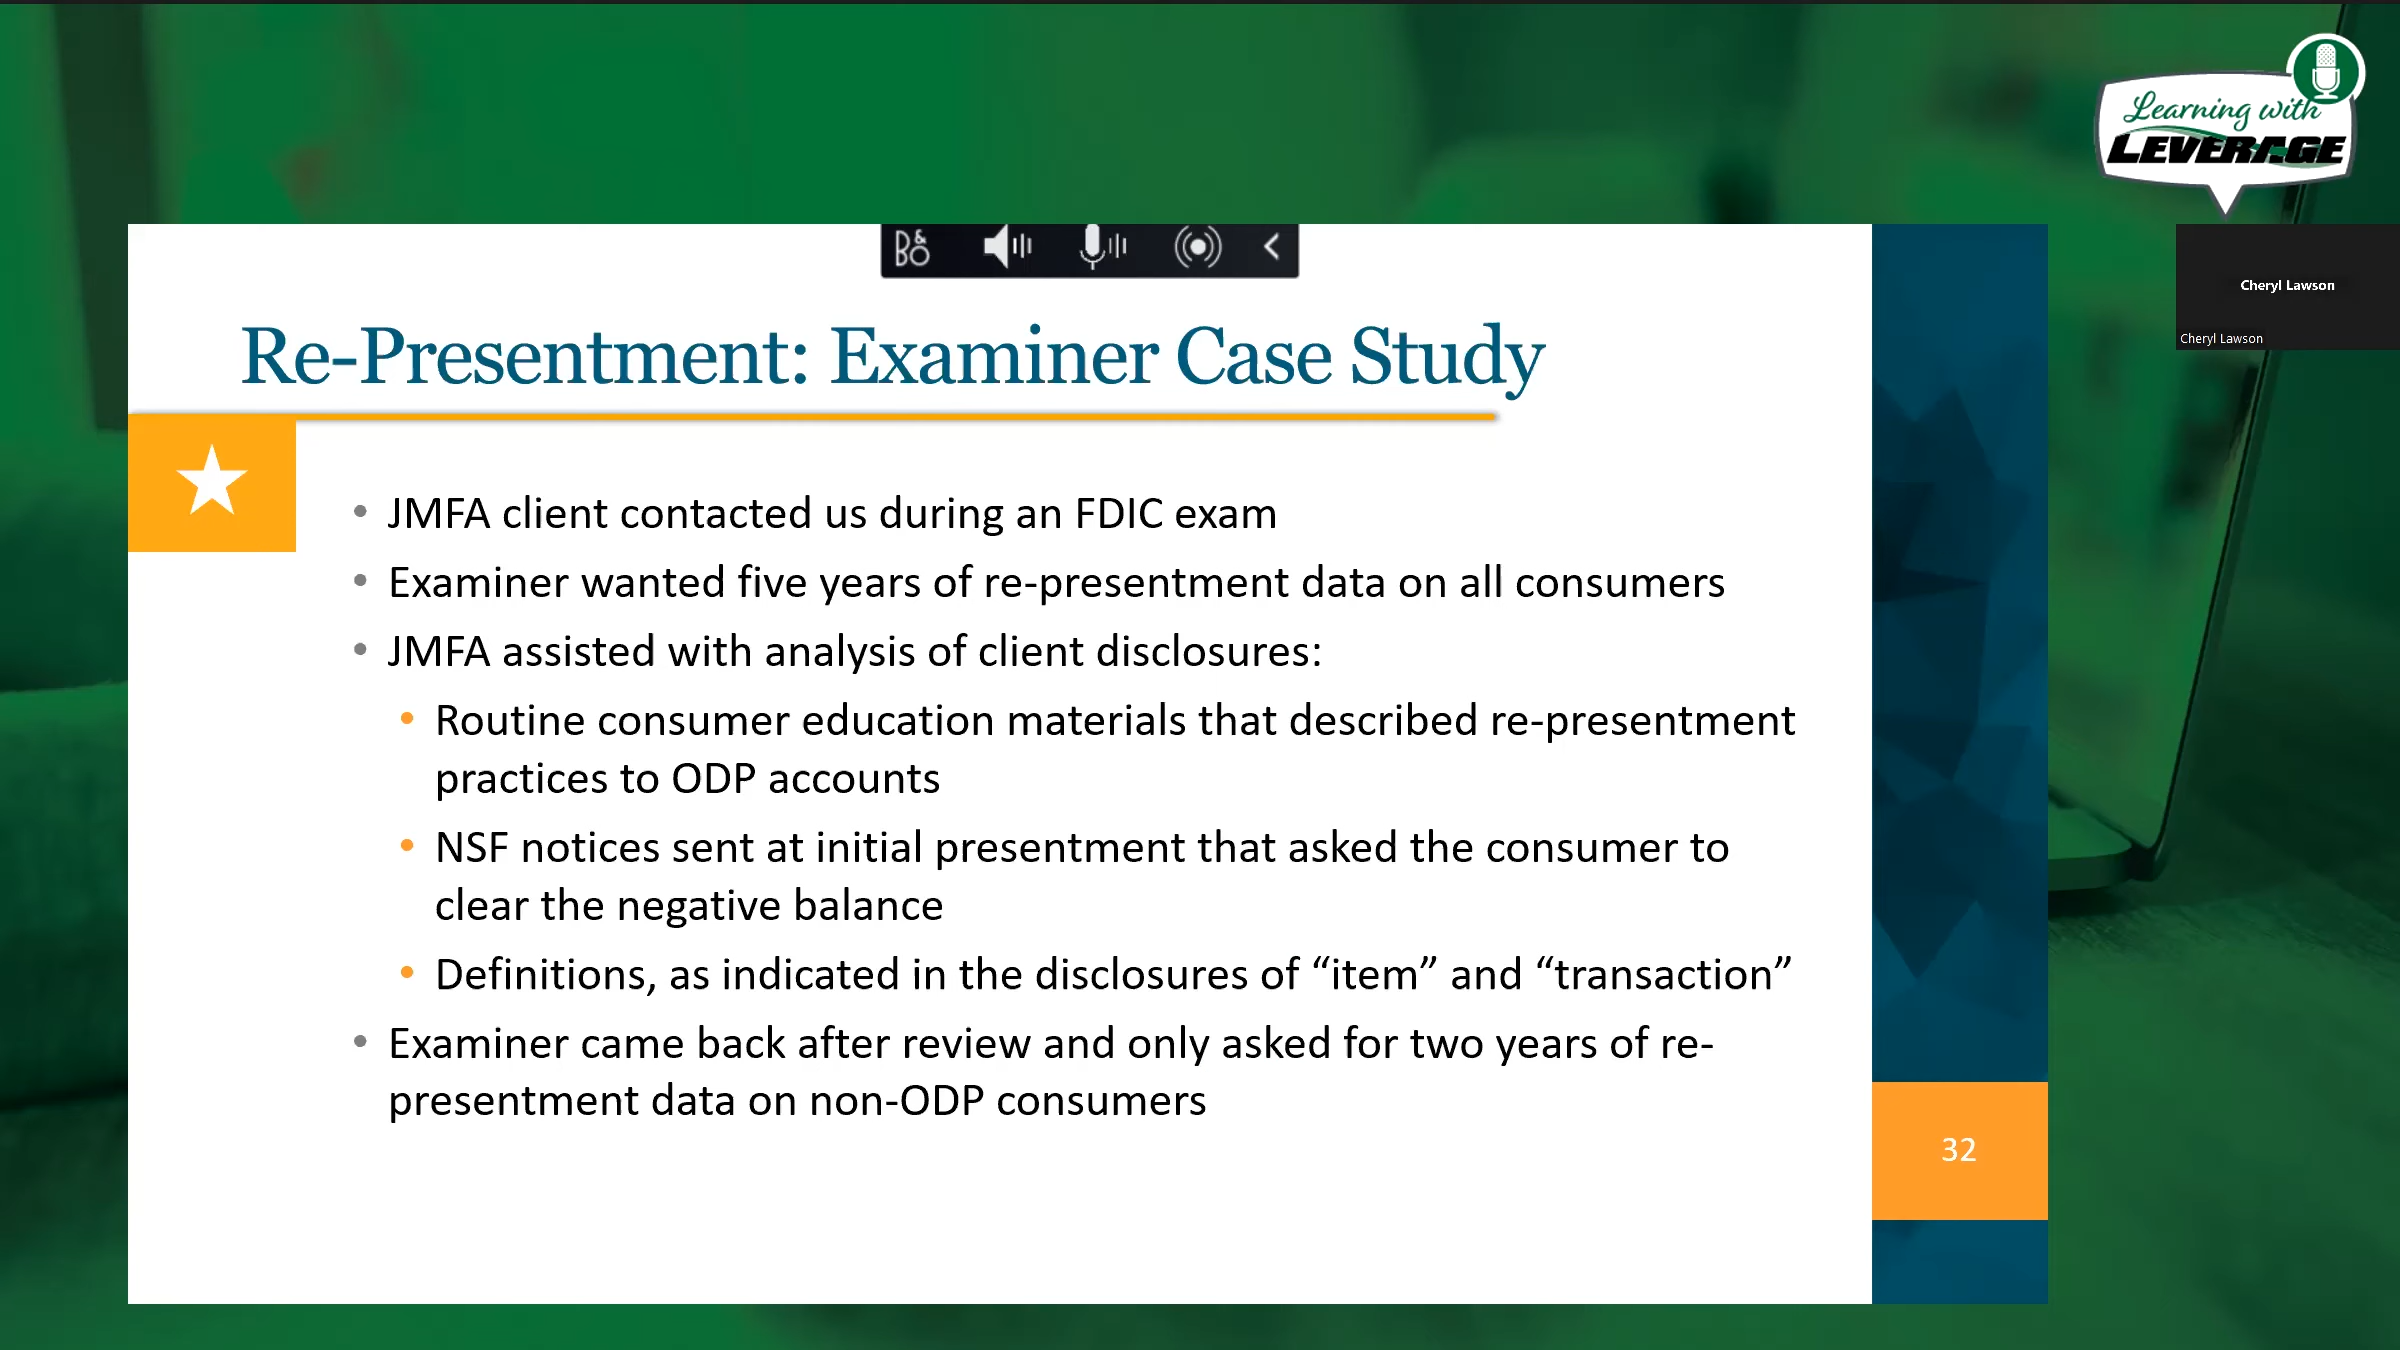 Learning with
LEVERAGE
B&O
Cheryl Lawson
Cheryl Lawson
Re-Presentment: Examiner Case Study
• JMFA client contacted us during an FDIC exam
• Examiner wanted five years of re-presentment data on all consumers
• JMFA assisted with analysis of client disclosures:
• Routine consumer education materials that described re-presentment
practices to ODP accounts
• NSF notices sent at initial presentment that asked the consumer to
clear the negative balance
• Definitions, as indicated in the disclosures of “item” and “transaction”
• Examiner came back after review and only asked for two years of re-
presentment data on non-ODP consumers
32